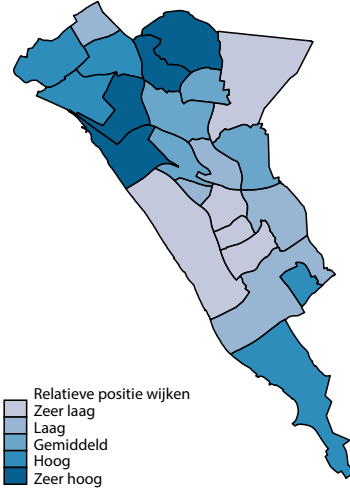 Relatieve positie wijken
Zeer laag
Laag
Gemiddeld
Hoog
Zeer hoog